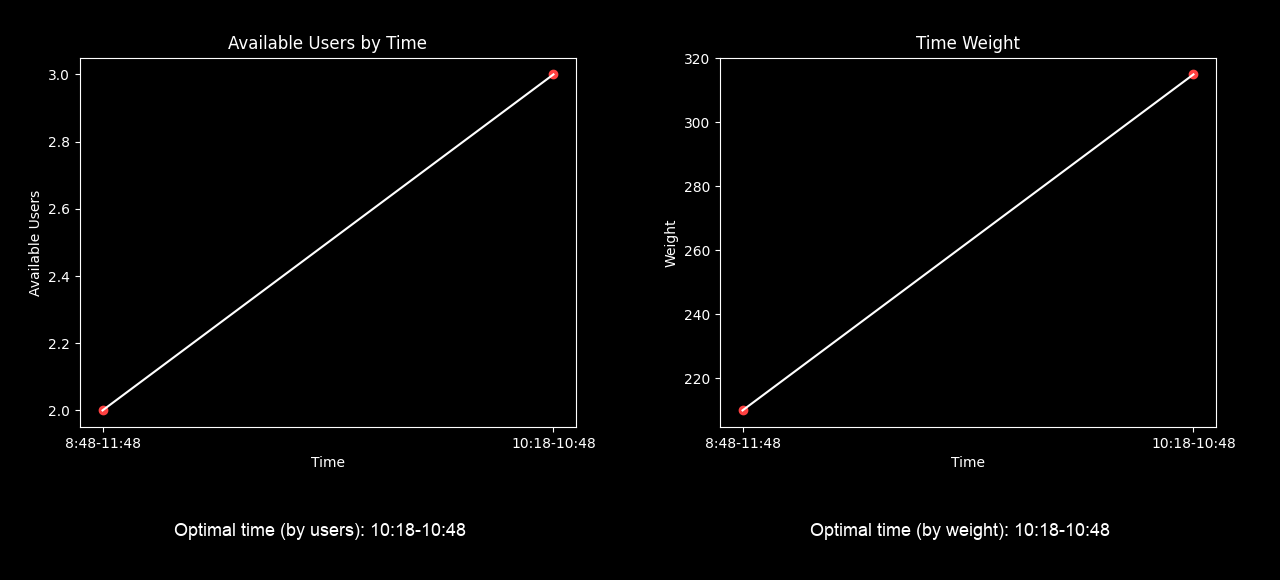 Available Users by Time
Available Users
3.0
2.8
2.6
2.4
2.2
2.0
8:48-11:48
10:18-10:48
Time
Optimal time (by users): 10:18-10:48
Time Weight
Weight
320
300
280
260
240
220
8:48-11:48
10:18-10:48
Time
Optimal time (by weight): 10:18-10:48